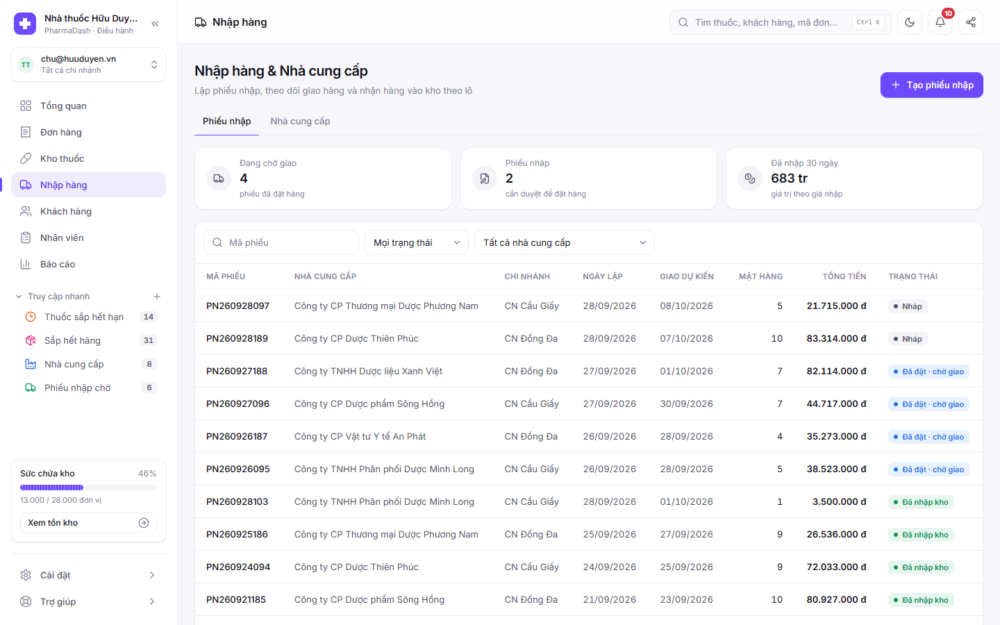 Nhà thuốc Hữu Duy...
PharmaDash · Điều hành
TT
chu@huuduyen.vn
Tất cả chi nhánh
Tổng quan
Đơn hàng
Kho thuốc
Nhập hàng
Khách hàng
Nhân viên
Báo cáo
Truy cập nhanh
Thuốc sắp hết hạn 14
Sắp hết hàng 31
Nhà cung cấp 8
Phiếu nhập chờ 6
Sức chứa kho 46%
13.000 / 28.000 đơn vị
Xem tồn kho
Cài đặt
Trợ giúp
Nhập hàng
Tìm thuốc, khách hàng, mã đơn... Ctrl K
10
Nhập hàng & Nhà cung cấp
Lập phiếu nhập, theo dõi giao hàng và nhận hàng vào kho theo lô
Tạo phiếu nhập
Phiếu nhập Nhà cung cấp
Đang chờ giao
4
phiếu đã đặt hàng
Phiếu nháp
2
cần duyệt để đặt hàng
Đã nhập 30 ngày
683 tr
giá trị theo giá nhập
Mã phiếu Mọi trạng thái Tất cả nhà cung cấp
MÃ PHIẾU NHÀ CUNG CẤP CHI NHÁNH NGÀY LẬP GIAO DỰ KIẾN MẶT HÀNG TỔNG TIỀN TRẠNG THÁI
PN260928097 Công ty CP Thương mại Dược Phương Nam CN Cầu Giấy 28/09/2026 08/10/2026 5 21.715.000 đ Nháp
PN260928189 Công ty CP Dược Thiên Phúc CN Đống Đa 28/09/2026 07/10/2026 10 83.314.000 đ Nháp
PN260927188 Công ty TNHH Dược liệu Xanh Việt CN Đống Đa 27/09/2026 01/10/2026 7 82.114.000 đ Đã đặt · chờ giao
PN260927096 Công ty CP Dược phẩm Sông Hồng CN Cầu Giấy 27/09/2026 30/09/2026 7 44.717.000 đ Đã đặt · chờ giao
PN260926187 Công ty CP Vật tư Y tế An Phát CN Đống Đa 26/09/2026 28/09/2026 4 35.273.000 đ Đã đặt · chờ giao
PN260926095 Công ty TNHH Phân phối Dược Minh Long CN Cầu Giấy 26/09/2026 28/09/2026 5 38.523.000 đ Đã đặt · chờ giao
PN260928103 Công ty TNHH Phân phối Dược Minh Long CN Cầu Giấy 28/09/2026 01/10/2026 1 3.500.000 đ Đã nhập kho
PN260925186 Công ty CP Thương mại Dược Phương Nam CN Đống Đa 25/09/2026 27/09/2026 9 26.536.000 đ Đã nhập kho
PN260924094 Công ty CP Dược Thiên Phúc CN Cầu Giấy 24/09/2026 25/09/2026 9 72.033.000 đ Đã nhập kho
PN260921185 Công ty CP Dược phẩm Sông Hồng CN Đống Đa 21/09/2026 23/09/2026 10 80.927.000 đ Đã nhập kho